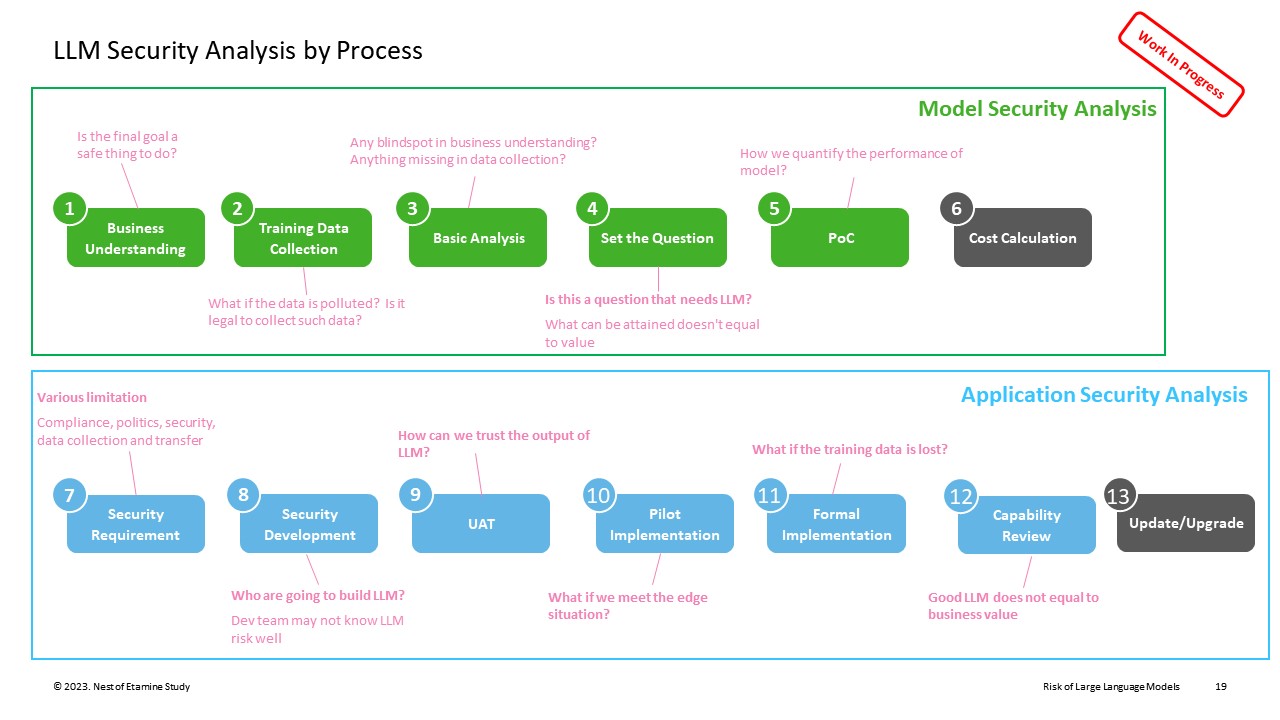 LLM Security Analysis by Process
Work In Progress
Model Security Analysis
Is the final goal a
safe thing to do?
Any blindspot in business understanding?
Anything missing in data collection?
How we quantify the performance of
model?
1
Business
Understanding
2
Training Data
Collection
3
Basic Analysis
4
Set the Question
5
PoC
6
Cost Calculation
What if the data is polluted? Is it
legal to collect such data?
Is this a question that needs LLM?
What can be attained doesn't equal
to value
Application Security Analysis
Various limitation
Compliance, politics, security,
data collection and transfer
How can we trust the output of
LLM?
What if the training data is lost?
7
Security
Requirement
8
Security
Development
9
UAT
10
Pilot
Implementation
11
Formal
Implementation
12
Capability
Review
13
Update/Upgrade
Who are going to build LLM?
Dev team may not know LLM
risk well
What if we meet the edge
situation?
Good LLM does not equal to
business value
© 2023. Nest of Etamine Study
Risk of Large Language Models
19